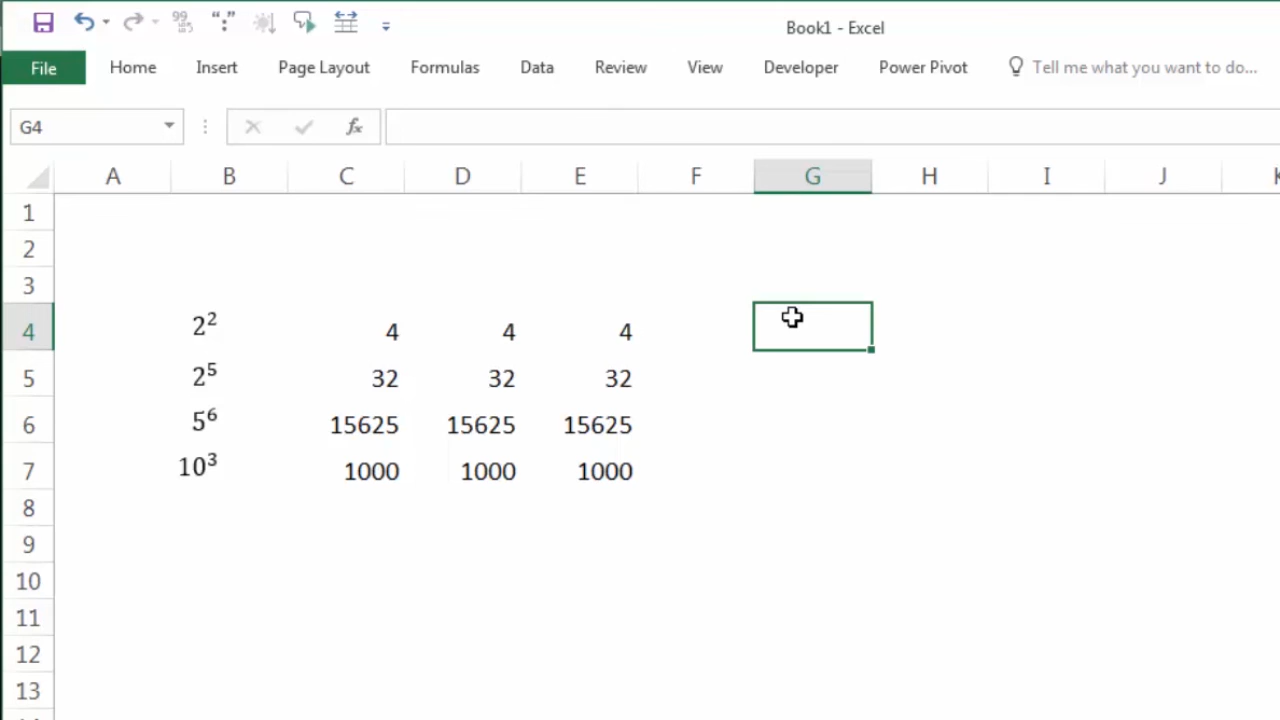 Book1 - Excel
File Home Insert Page Layout Formulas Data Review View Developer Power Pivot Tell me what you want to do...
G4 fx
A B C D E F G H I J K
1
2
3
4 2² 4 4 4
5 2⁵ 32 32 32
6 5⁶ 15625 15625 15625
7 10³ 1000 1000 1000
8
9
10
11
12
13